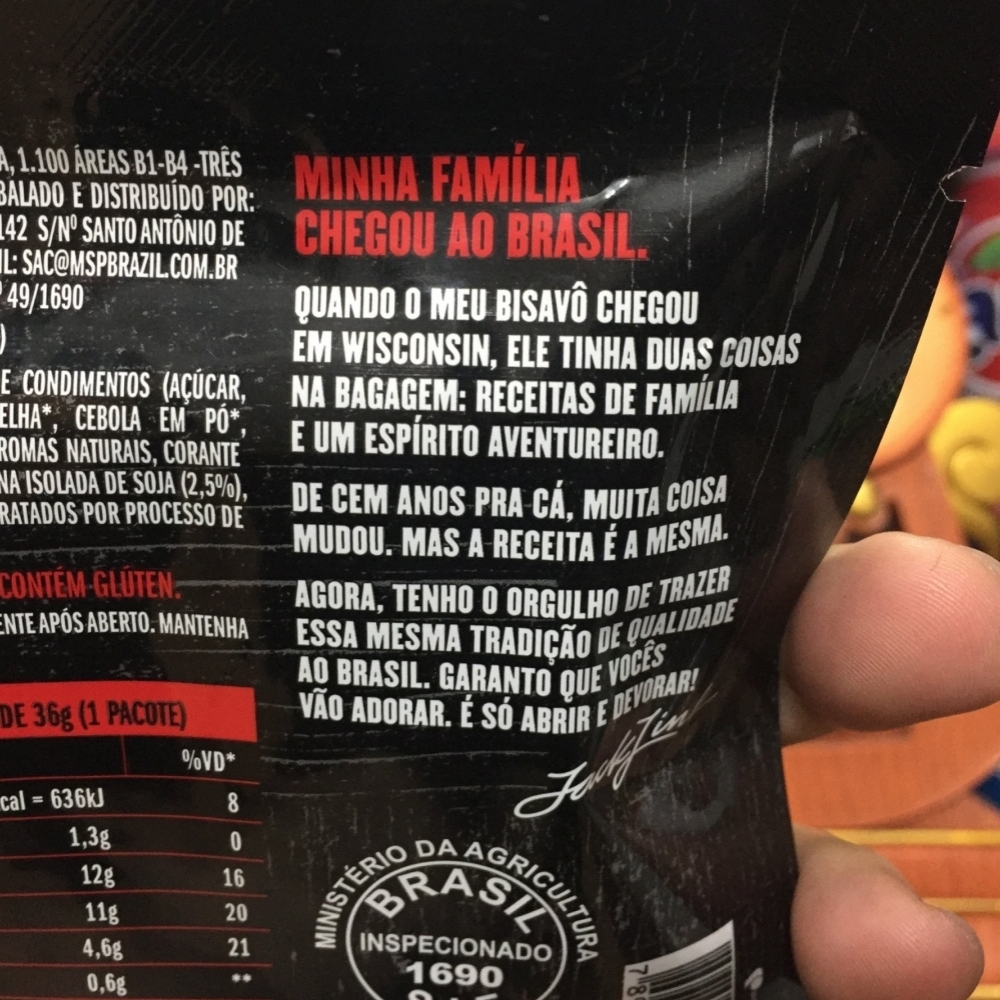 A, 1.100 ÁREAS B1-B4 -TRÊS
BALADO E DISTRIBUÍDO POR:
142 S/Nº SANTO ANTÔNIO DE
IL: SAC@MSPBRAZIL.COM.BR
º 49/1690
)
E CONDIMENTOS (AÇÚCAR,
ELHA*, CEBOLA EM PÓ*,
ROMAS NATURAIS, CORANTE
NA ISOLADA DE SOJA (2,5%),
RATADOS POR PROCESSO DE
CONTÉM GLÚTEN.
ENTE APÓS ABERTO. MANTENHA
DE 36g (1 PACOTE)
%VD*
cal = 636kJ 8
1,3g 0
12g 16
11g 20
4,6g 21
0,6g **
MINHA FAMÍLIA
CHEGOU AO BRASIL.
QUANDO O MEU BISAVÔ CHEGOU
EM WISCONSIN, ELE TINHA DUAS COISAS
NA BAGAGEM: RECEITAS DE FAMÍLIA
E UM ESPÍRITO AVENTUREIRO.
DE CEM ANOS PRA CÁ, MUITA COISA
MUDOU. MAS A RECEITA É A MESMA.
AGORA, TENHO O ORGULHO DE TRAZER
ESSA MESMA TRADIÇÃO DE QUALIDADE
AO BRASIL. GARANTO QUE VOCÊS
VÃO ADORAR. É SÓ ABRIR E DEVORAR!
Jack Lin
MINISTÉRIO DA AGRICULTURA
BRASIL
INSPECIONADO
1690
78